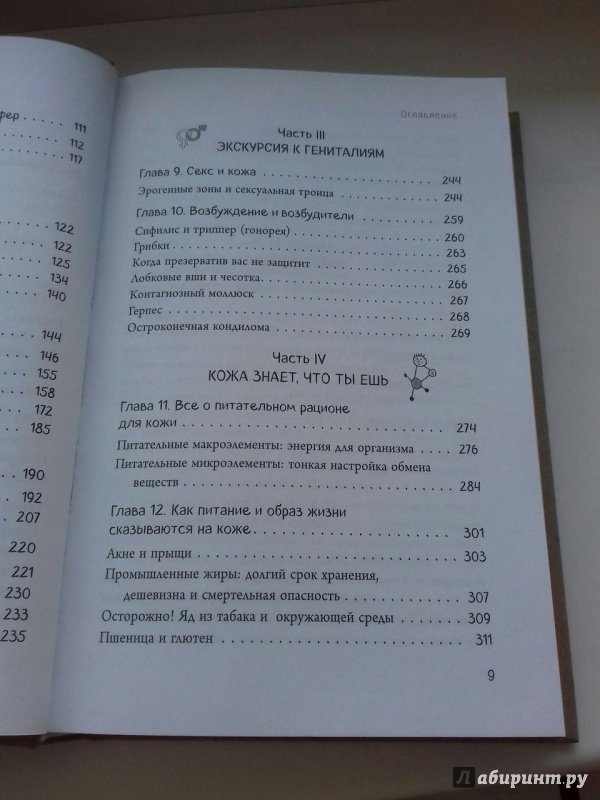 фер ..... 111
..... 112
..... 117
122
122
125
134
140
144
146
155
158
172
185
190
192
207
220
221
230
233
235
Оглавление
Часть III
ЭКСКУРСИЯ К ГЕНИТАЛИЯМ
Глава 9. Секс и кожа ..... 244
Эрогенные зоны и сексуальная троица ..... 244
Глава 10. Возбуждение и возбудители ..... 259
Сифилис и триппер (гонорея) ..... 260
Грибки ..... 263
Когда презерватив вас не защитит ..... 265
Лобковые вши и чесотка ..... 266
Контагиозный моллюск ..... 267
Герпес ..... 268
Остроконечная кондилома ..... 269
Часть IV
КОЖА ЗНАЕТ, ЧТО ТЫ ЕШЬ
Глава 11. Все о питательном рационе
для кожи ..... 274
Питательные макроэлементы: энергия для организма ..... 276
Питательные микроэлементы: тонкая настройка обмена
веществ ..... 284
Глава 12. Как питание и образ жизни
сказываются на коже ..... 301
Акне и прыщи ..... 303
Промышленные жиры: долгий срок хранения,
дешевизна и смертельная опасность ..... 307
Осторожно! Яд из табака и окружающей среды ..... 309
Пшеница и глютен ..... 311
9
Лабиринт.ру